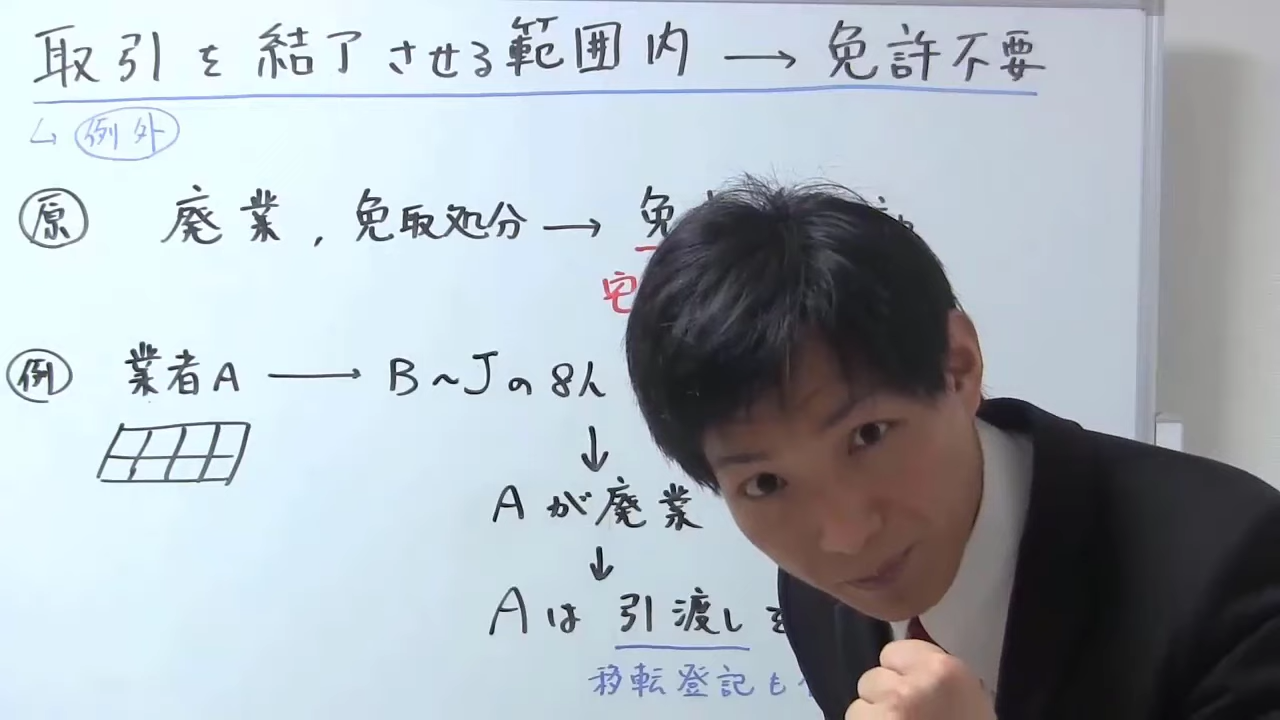 取引を結了させる範囲内 → 免許不要
↳ 例外
原 廃業, 免取処分 → 免
宅
例 業者A → B~Jの8人
↓
Aが廃業
↓
Aは 引渡し
移転登記も